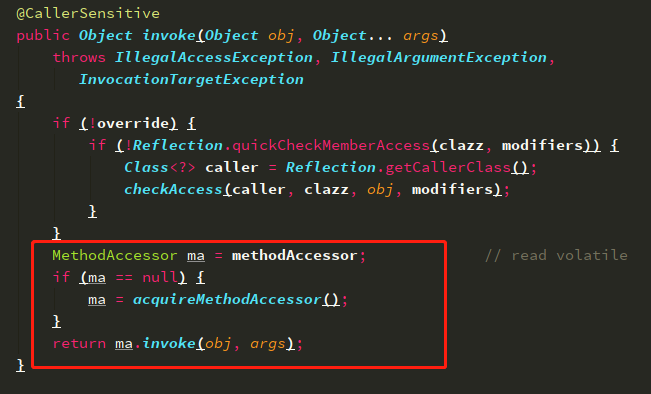 @CallerSensitive
public Object invoke(Object obj, Object... args)
    throws IllegalAccessException, IllegalArgumentException,
       InvocationTargetException
{
    if (!override) {
        if (!Reflection.quickCheckMemberAccess(clazz, modifiers)) {
            Class<?> caller = Reflection.getCallerClass();
            checkAccess(caller, clazz, obj, modifiers);
        }
    }
    MethodAccessor ma = methodAccessor;             // read volatile
    if (ma == null) {
        ma = acquireMethodAccessor();
    }
    return ma.invoke(obj, args);
}